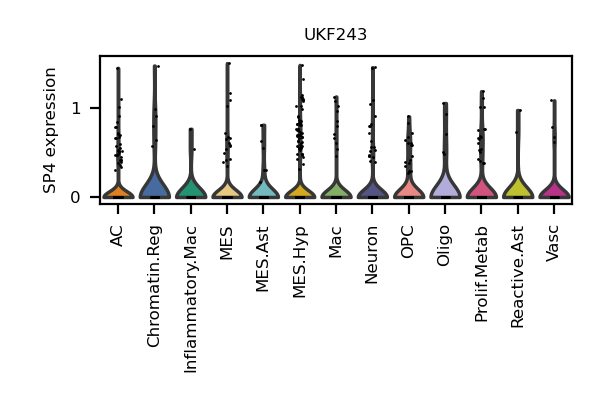 UKF243
SP4 expression
1
0
AC
Chromatin.Reg
Inflammatory.Mac
MES
MES.Ast
MES.Hyp
Mac
Neuron
OPC
Oligo
Prolif.Metab
Reactive.Ast
Vasc